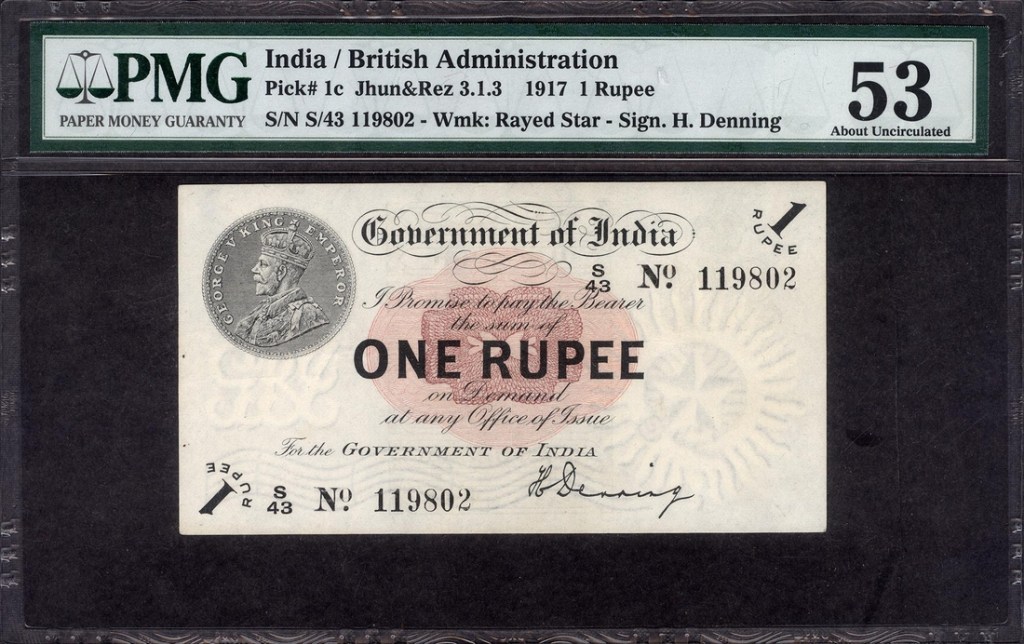 PMG
PAPER MONEY GUARANTY
India / British Administration
Pick# 1c Jhun&Rez 3.1.3 1917 1 Rupee
S/N S/43 119802 - Wmk: Rayed Star - Sign. H. Denning
53
About Uncirculated
GEORGE V KING EMPEROR
Government of India
1 RUPEE
S/43 Nº 119802
I Promise to pay the Bearer
the sum of
ONE RUPEE
on Demand
at any Office of Issue
For the GOVERNMENT OF INDIA
1 RUPEE
S/43 Nº 119802
H Denning